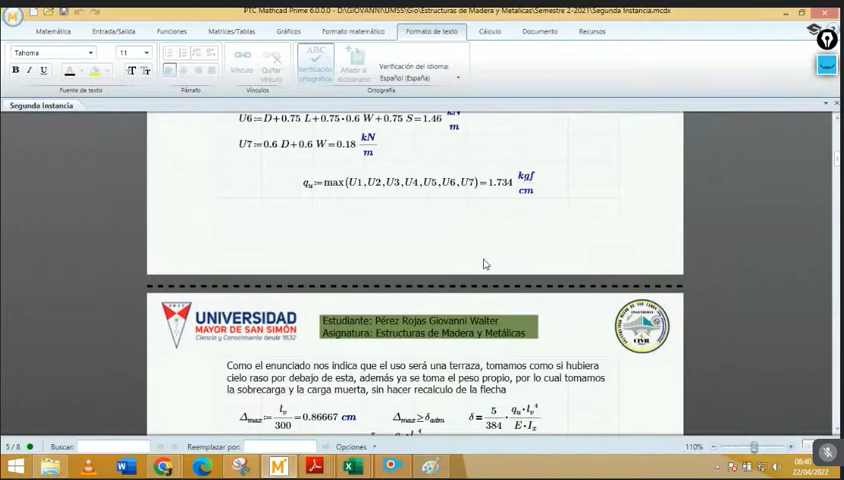 PTC Mathcad Prime 6.0.0.0 - D:\GIOVANNI\UMSS\Gio\Estructuras de Madera y Metalicas\Semestre 2-2021\Segunda Instancia.mcdx
Matemática Entrada/Salida Funciones Matrices/Tablas Gráficos Formato matemático Formato de texto Cálculo Documento Recursos
Tahoma 11
Vínculo Quitar vínculo
ABC Verificación ortográfica
Añadir al diccionario
Verificación del idioma:
Español (España)
Fuente de texto Párrafo Vínculos Ortografía
Segunda Instancia
U6:=D+0.75 L+0.75·0.6 W+0.75 S=1.46 kN/m
U7:=0.6 D+0.6 W=0.18 kN/m
qu:=max(U1,U2,U3,U4,U5,U6,U7)=1.734 kgf/cm
UNIVERSIDAD
MAYOR DE SAN SIMÓN
Ciencia y Conocimiento desde 1832
Estudiante: Pérez Rojas Giovanni Walter
Asignatura: Estructuras de Madera y Metálicas
CIVIL
Como el enunciado nos indica que el uso será una terraza, tomamos como si hubiera
cielo raso por debajo de esta, además ya se toma el peso propio, por lo cual tomamos
la sobrecarga y la carga muerta, sin hacer recalculo de la flecha
Δmax:=lv/300=0.86667 cm Δmax≥δadm δ=5/384·qu·lv^4/E·Ix
5 / 8 Buscar: Reemplazar por: Opciones 110%
08:40
22/04/2022